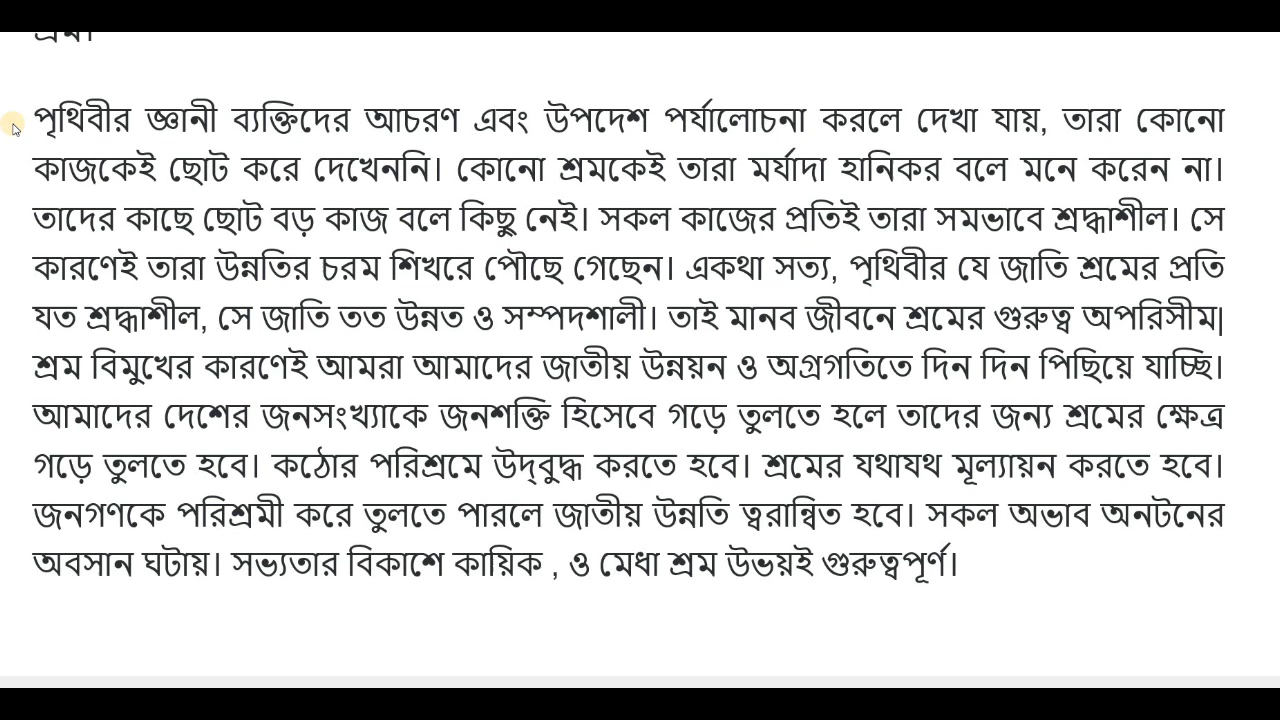 পৃথিবীর জ্ঞানী ব্যক্তিদের আচরণ এবং উপদেশ পর্যালোচনা করলে দেখা যায়, তারা কোনো
কাজকেই ছোট করে দেখেননি। কোনো শ্রমকেই তারা মর্যাদা হানিকর বলে মনে করেন না।
তাদের কাছে ছোট বড় কাজ বলে কিছু নেই। সকল কাজের প্রতিই তারা সমভাবে শ্রদ্ধাশীল। সে
কারণেই তারা উন্নতির চরম শিখরে পৌছে গেছেন। একথা সত্য, পৃথিবীর যে জাতি শ্রমের প্রতি
যত শ্রদ্ধাশীল, সে জাতি তত উন্নত ও সম্পদশালী। তাই মানব জীবনে শ্রমের গুরুত্ব অপরিসীম|
শ্রম বিমুখের কারণেই আমরা আমাদের জাতীয় উন্নয়ন ও অগ্রগতিতে দিন দিন পিছিয়ে যাচ্ছি।
আমাদের দেশের জনসংখ্যাকে জনশক্তি হিসেবে গড়ে তুলতে হলে তাদের জন্য শ্রমের ক্ষেত্র
গড়ে তুলতে হবে। কঠোর পরিশ্রমে উদ্‌বুদ্ধ করতে হবে। শ্রমের যথাযথ মূল্যায়ন করতে হবে।
জনগণকে পরিশ্রমী করে তুলতে পারলে জাতীয় উন্নতি ত্বরান্বিত হবে। সকল অভাব অনটনের
অবসান ঘটায়। সভ্যতার বিকাশে কায়িক , ও মেধা শ্রম উভয়ই গুরুত্বপূর্ণ।